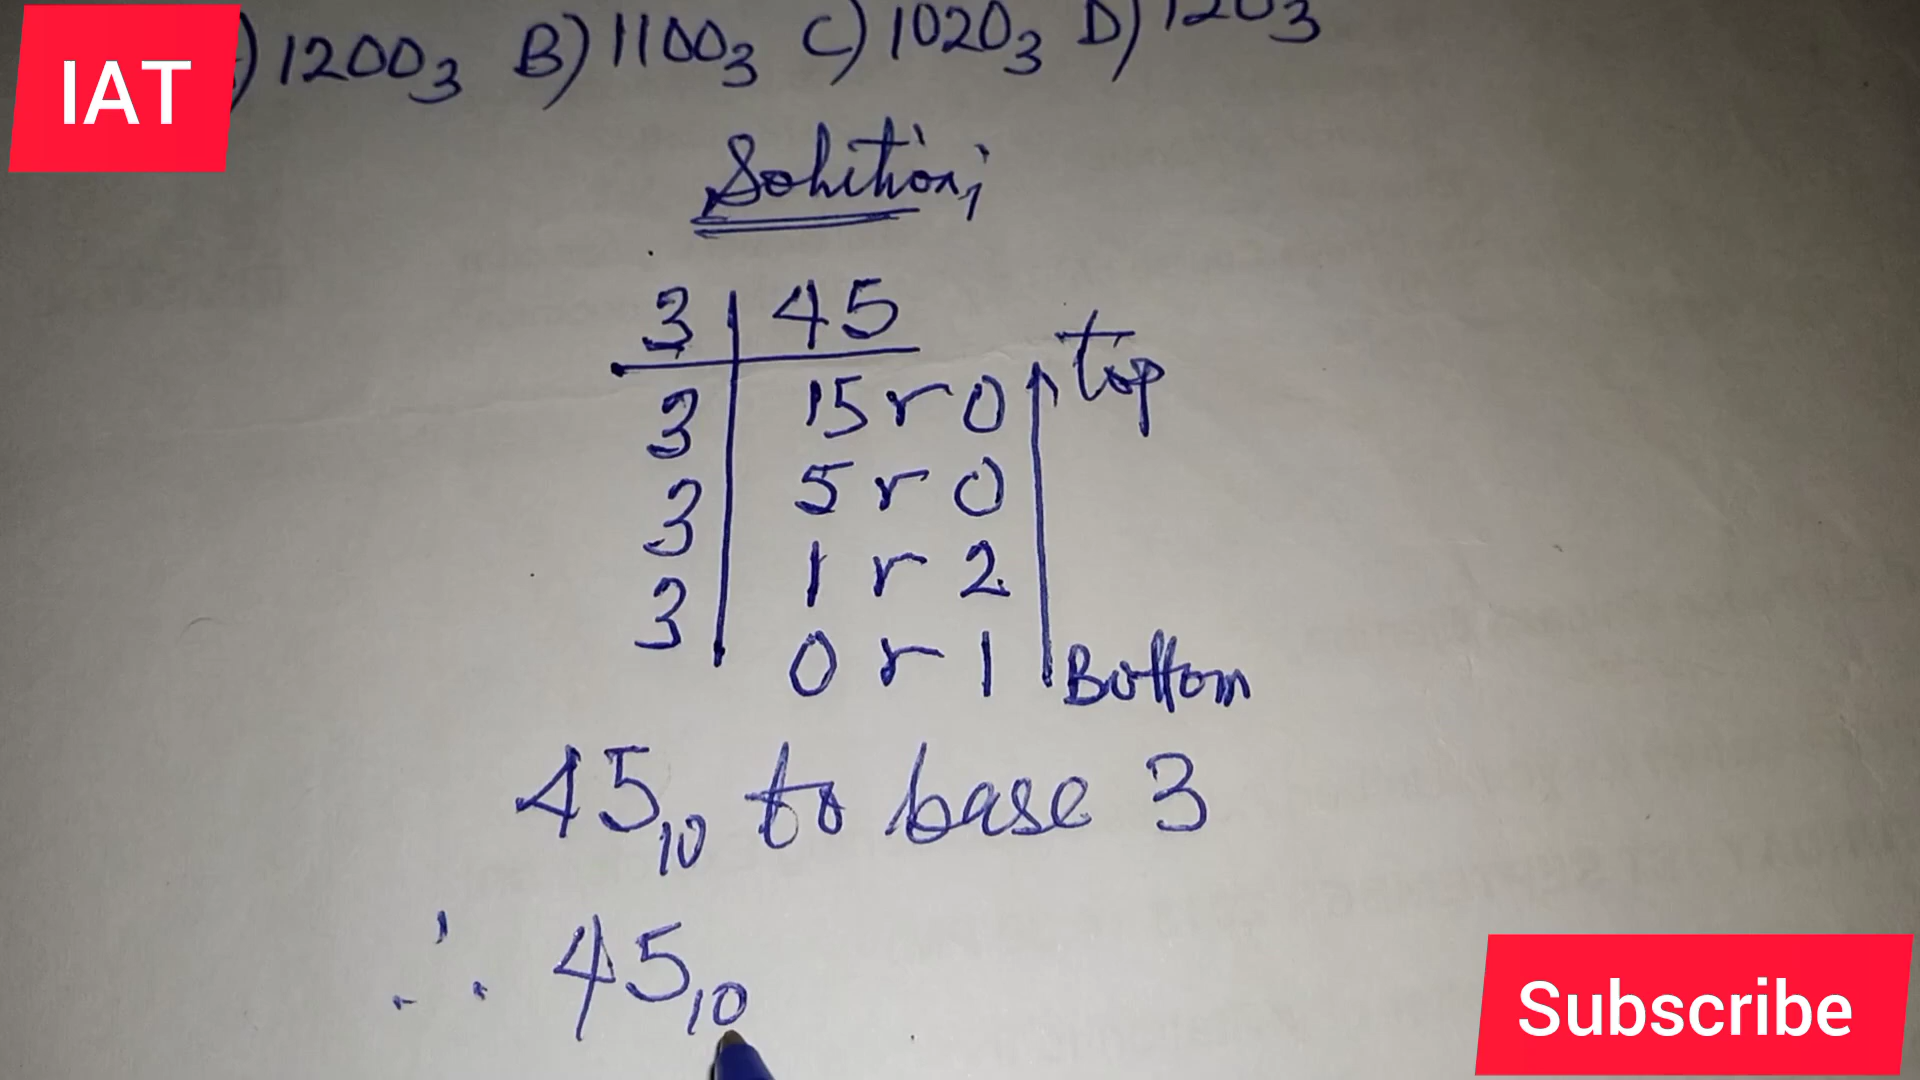 IAT
) 1200₃ B) 1100₃ C) 1020₃ D) 120₃
Solution;
3 | 45
3 | 15 r 0 Top
3 | 5 r 0
3 | 1 r 2
0 r 1 Bottom
45₁₀ to base 3
∴ 45₁₀
Subscribe